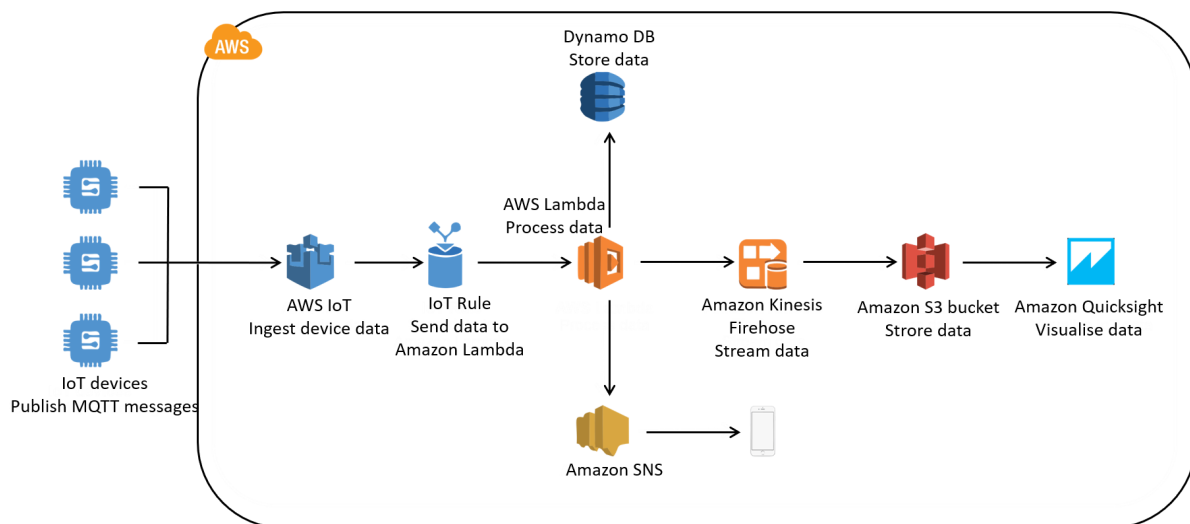 AWS
Dynamo DB
Store data
AWS Lambda
Process data
IoT devices
Publish MQTT messages
AWS IoT
Ingest device data
IoT Rule
Send data to
Amazon Lambda
Amazon Kinesis
Firehose
Stream data
Amazon S3 bucket
Strore data
Amazon Quicksight
Visualise data
Amazon SNS